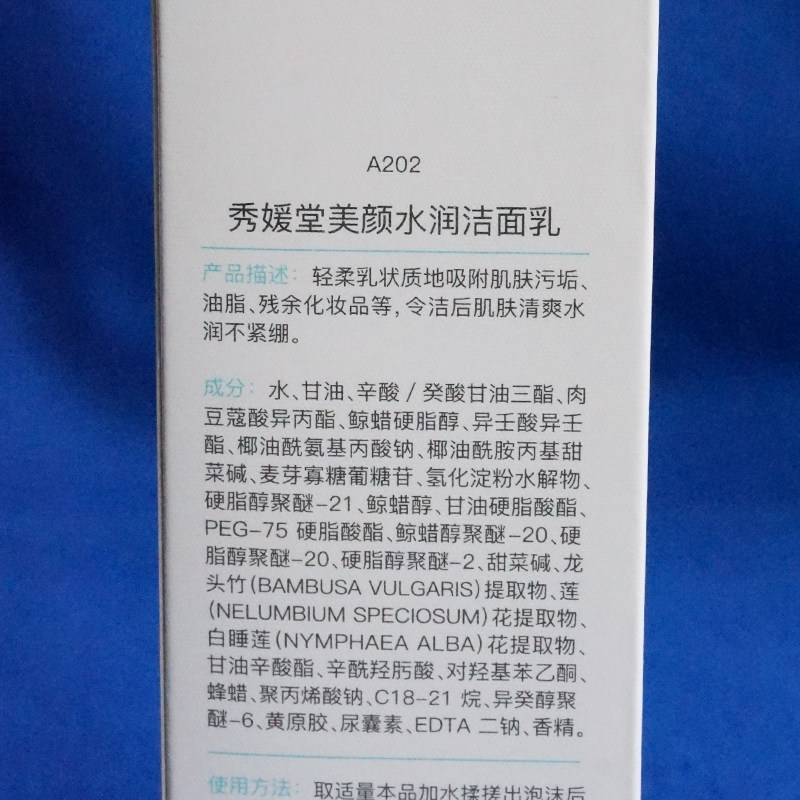 A202
秀媛堂美颜水润洁面乳
产品描述：轻柔乳状质地吸附肌肤污垢、
油脂、残余化妆品等，令洁后肌肤清爽水
润不紧绷。
成分：水、甘油、辛酸／癸酸甘油三酯、肉
豆蔻酸异丙酯、鲸蜡硬脂醇、异壬酸异壬
酯、椰油酰氨基丙酸钠、椰油酰胺丙基甜
菜碱、麦芽寡糖葡糖苷、氢化淀粉水解物、
硬脂醇聚醚-21、鲸蜡醇、甘油硬脂酸酯、
PEG-75 硬脂酸酯、鲸蜡醇聚醚-20、硬
脂醇聚醚-20、硬脂醇聚醚-2、甜菜碱、龙
头竹(BAMBUSA VULGARIS)提取物、莲
(NELUMBIUM SPECIOSUM)花提取物、
白睡莲(NYMPHAEA ALBA)花提取物、
甘油辛酸酯、辛酰羟肟酸、对羟基苯乙酮、
蜂蜡、聚丙烯酸钠、C18-21 烷、异癸醇聚
醚-6、黄原胶、尿囊素、EDTA 二钠、香精。
使用方法：取适量本品加水揉搓出泡沫后